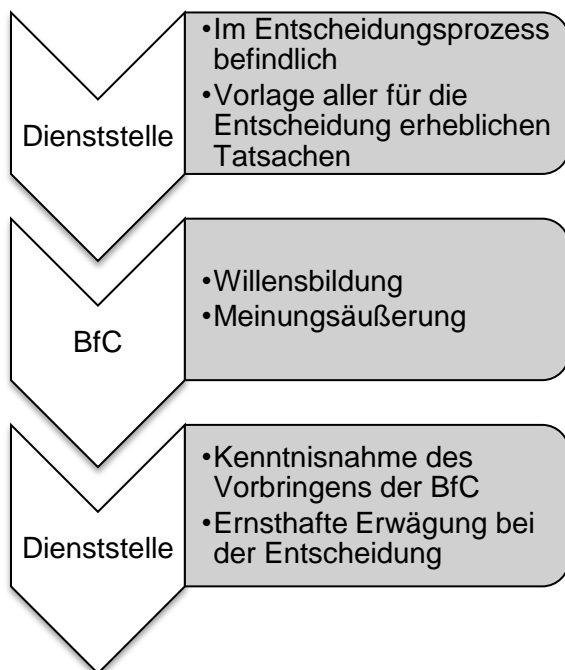 Dienststelle
•Im Entscheidungsprozess
befindlich
•Vorlage aller für die
Entscheidung erheblichen
Tatsachen
BfC
•Willensbildung
•Meinungsäußerung
Dienststelle
•Kenntnisnahme des
Vorbringens der BfC
•Ernsthafte Erwägung bei
der Entscheidung